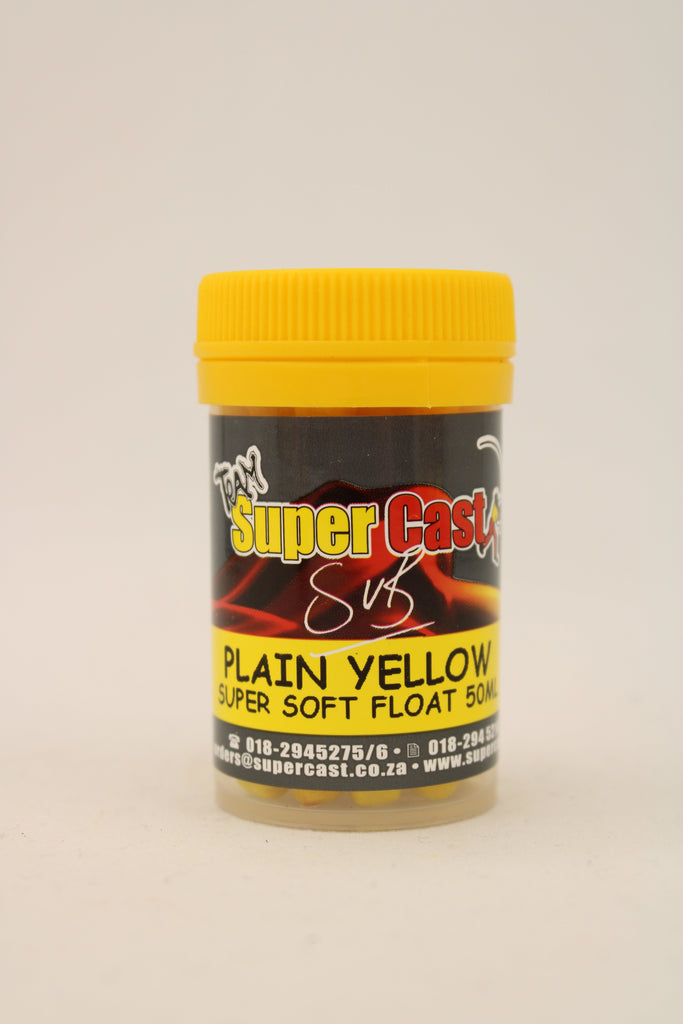 TEAM
Super Cast
SVB
PLAIN YELLOW
SUPER SOFT FLOAT 50ML
018-2945275/6 • 018-294
orders@supercast.co.za • www.super